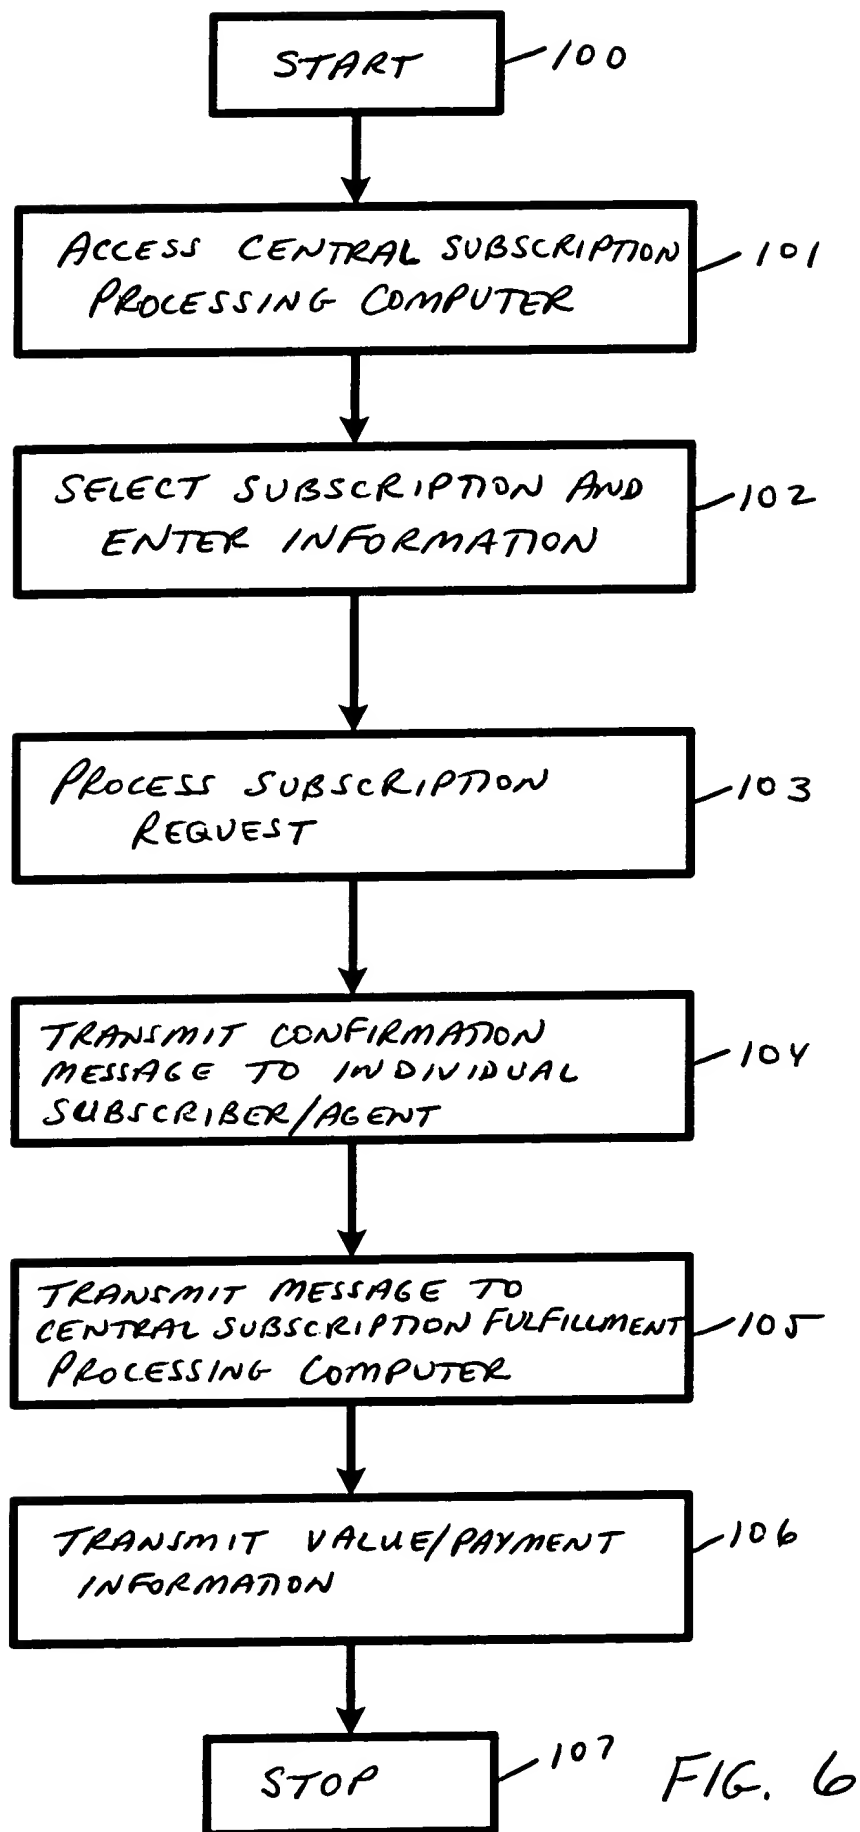 START
100
ACCESS CENTRAL SUBSCRIPTION
PROCESSING COMPUTER
101
SELECT SUBSCRIPTION AND
ENTER INFORMATION
102
PROCESS SUBSCRIPTION
REQUEST
103
TRANSMIT CONFIRMATION
MESSAGE TO INDIVIDUAL
SUBSCRIBER/AGENT
104
TRANSMIT MESSAGE TO
CENTRAL SUBSCRIPTION FULFILLMENT
PROCESSING COMPUTER
105
TRANSMIT VALUE/PAYMENT
INFORMATION
106
STOP
107
FIG. 6